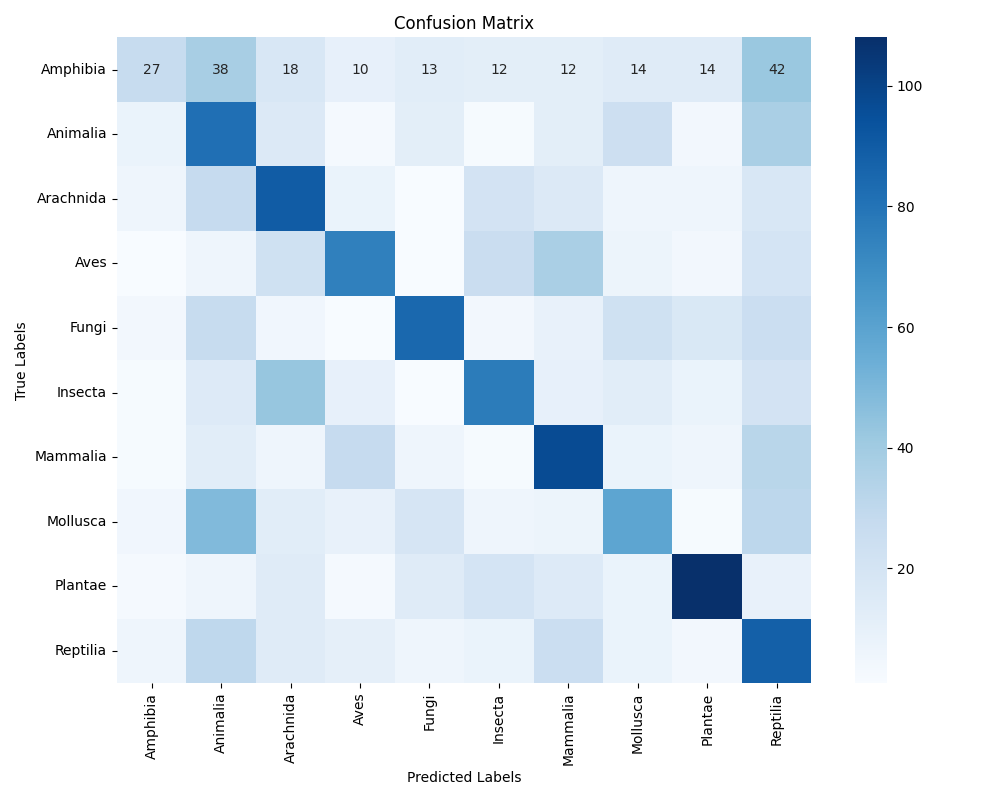 Confusion Matrix
True Labels
Amphibia 27 38 18 10 13 12 12 14 14 42
Animalia
Arachnida
Aves
Fungi
Insecta
Mammalia
Mollusca
Plantae
Reptilia
Amphibia Animalia Arachnida Aves Fungi Insecta Mammalia Mollusca Plantae Reptilia
Predicted Labels
100
80
60
40
20